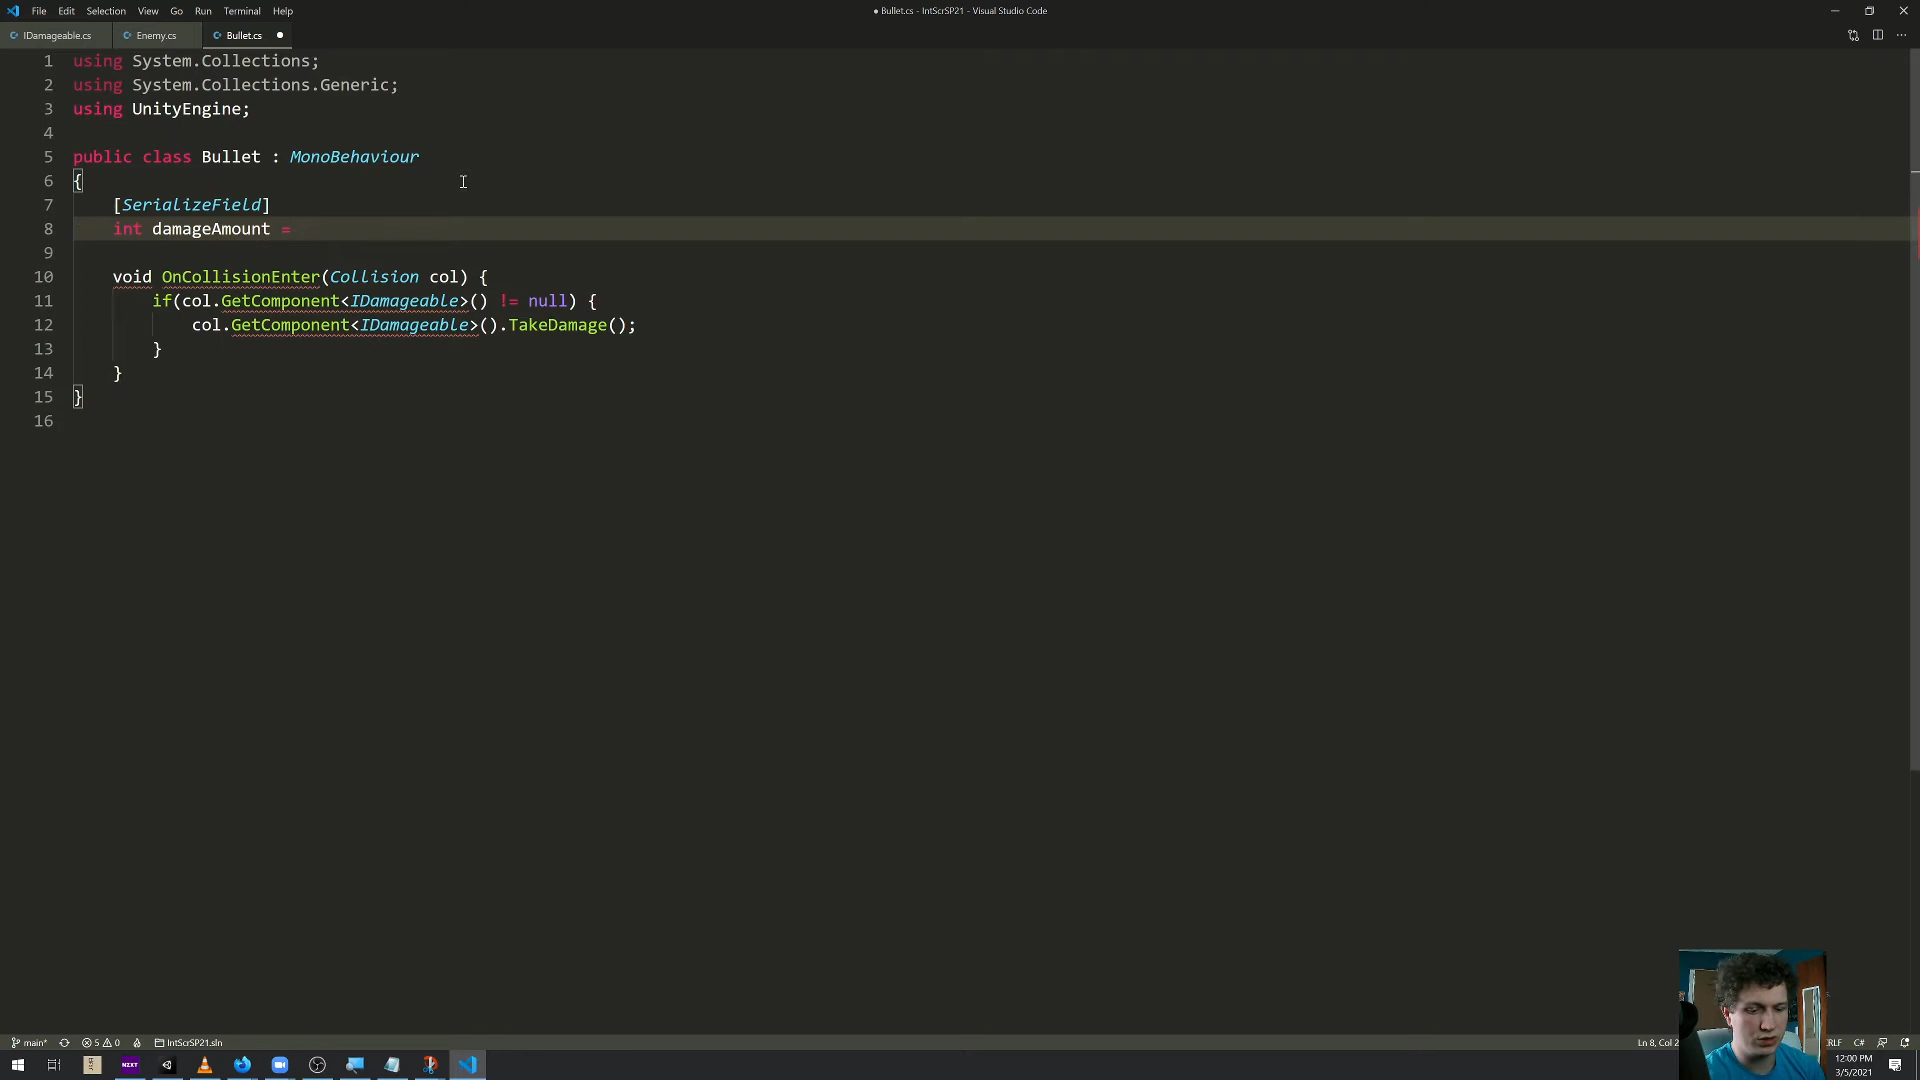 File Edit Selection View Go Run Terminal Help
● Bullet.cs - IntScrSP21 - Visual Studio Code
IDamageable.cs Enemy.cs Bullet.cs
1 using System.Collections;
2 using System.Collections.Generic;
3 using UnityEngine;
4
5 public class Bullet : MonoBehaviour
6 {
7 [SerializeField]
8 int damageAmount =
9
10 void OnCollisionEnter(Collision col) {
11 if(col.GetComponent<IDamageable>() != null) {
12 col.GetComponent<IDamageable>().TakeDamage();
13 }
14 }
15 }
16
main* 5 0 IntScrSP21.sln
Ln 8, Col 2
RLF C#
NZXT
12:00 PM
3/5/2021